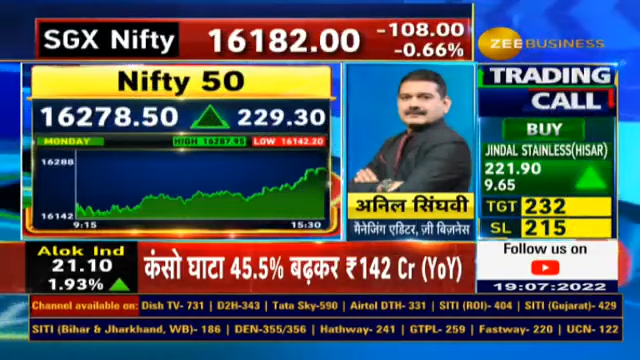 SGX Nifty 16182.00 -108.00
-0.66%
ZEE BUSINESS
Nifty 50
16278.50 229.30
MONDAY HIGH 16287.95 LOW 16142.20
16288
16142
9:15 15:30
अनिल सिंघवी
मैनेजिंग एडिटर, ज़ी बिज़नेस
TRADING
CALL
BUY
JINDAL STAINLESS(HISAR)
221.90
9.65
TGT 232
SL 215
Alok Ind
21.10
1.93%
कंसो घाटा 45.5% बढ़कर ₹142 Cr (YoY)
Follow us on
19:07:2022
Channel available on: Dish TV- 731 | D2H-343 | Tata Sky-590 | Airtel DTH- 331 | SITI (ROI)- 404 | SITI (Gujarat)- 429
SITI (Bihar & Jharkhand, WB)- 186 | DEN-355/356 | Hathway- 241 | GTPL- 259 | Fastway- 220 | UCN- 122